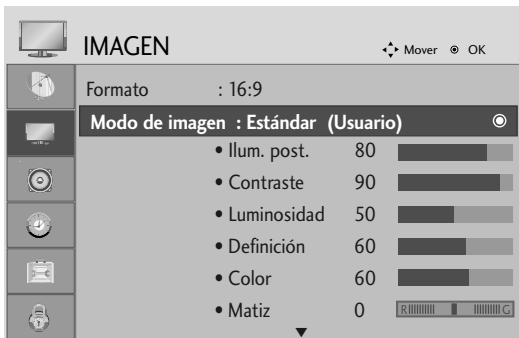 IMAGEN
Mover OK
Formato : 16:9
Modo de imagen : Estándar (Usuario)
• Ilum. post. 80
• Contraste 90
• Luminosidad 50
• Definición 60
• Color 60
• Matiz 0 R G